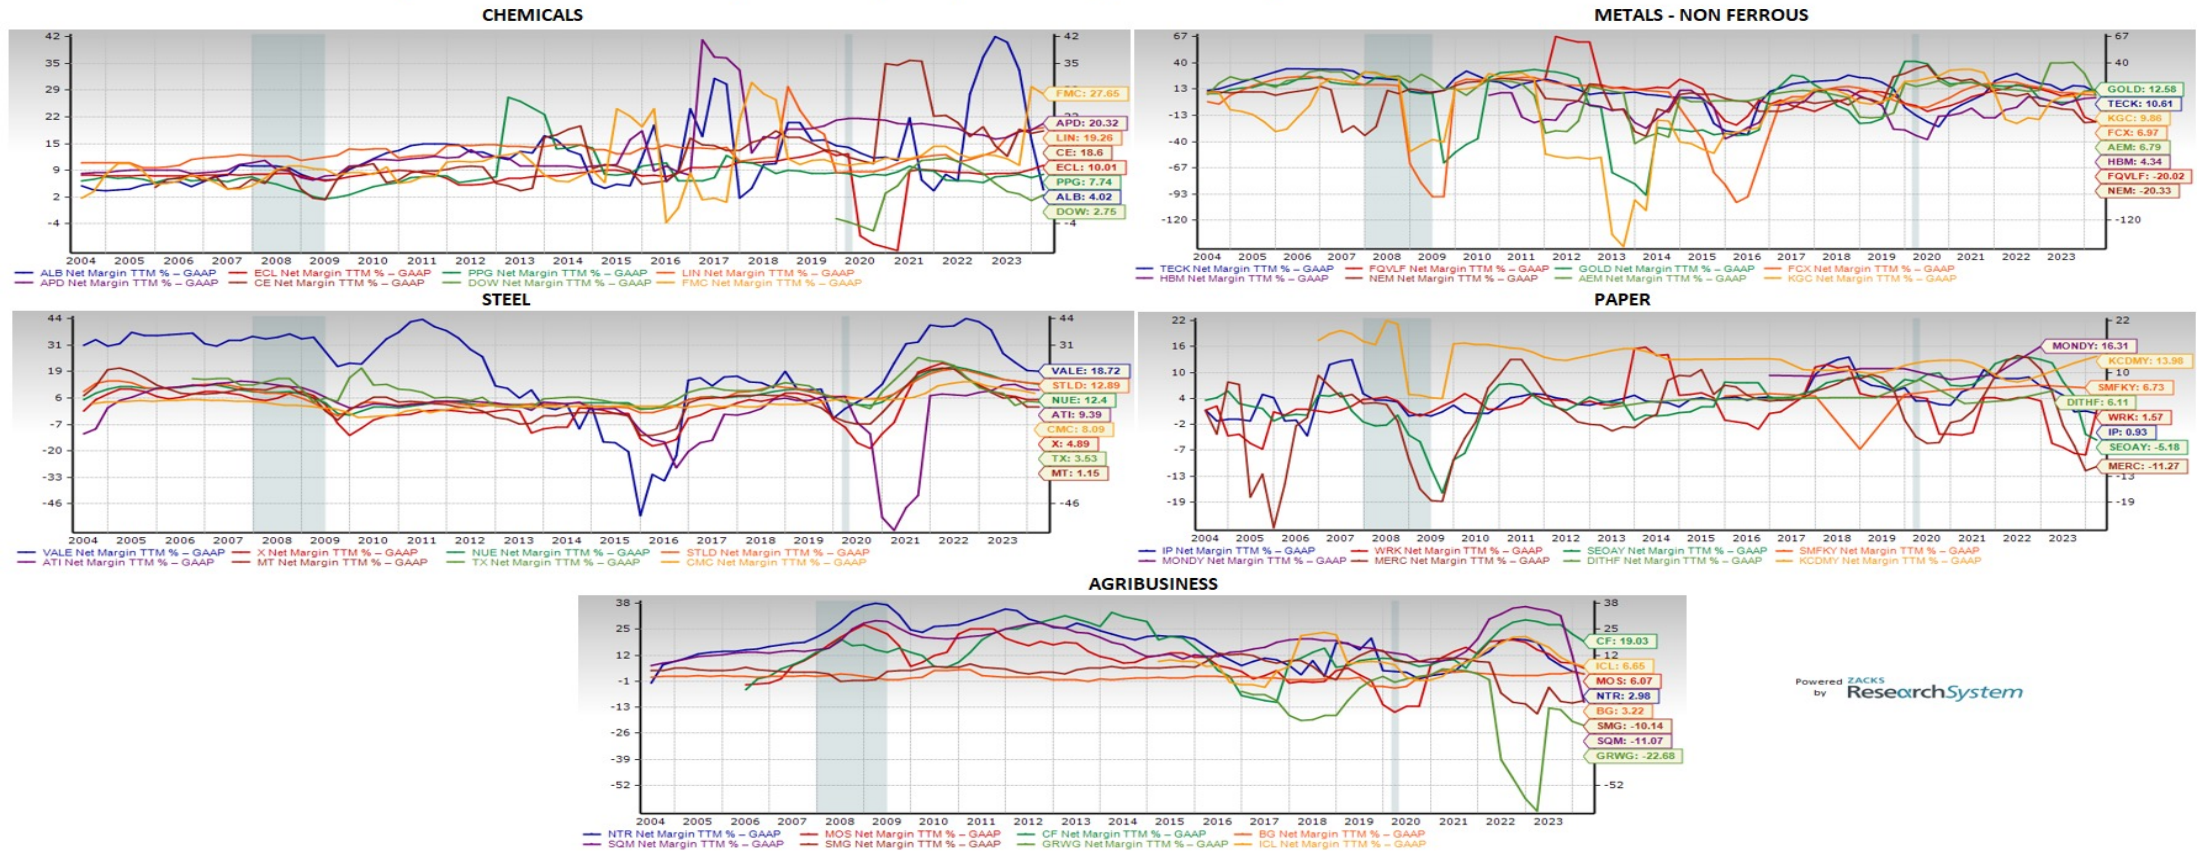 CHEMICALS
42
35
29
22
15
9
2
-4
42
35
-4
FMC: 27.65
APD: 20.32
LIN: 19.26
CE: 18.6
ECL: 10.01
PPG: 7.74
ALB: 4.02
DOW: 2.75
2004 2005 2006 2007 2008 2009 2010 2011 2012 2013 2014 2015 2016 2017 2018 2019 2020 2021 2022 2023
ALB Net Margin TTM % – GAAP ECL Net Margin TTM % – GAAP PPG Net Margin TTM % – GAAP LIN Net Margin TTM % – GAAP
APD Net Margin TTM % – GAAP CE Net Margin TTM % – GAAP DOW Net Margin TTM % – GAAP FMC Net Margin TTM % – GAAP
METALS - NON FERROUS
67
40
13
-13
-40
-67
-93
-120
67
40
-120
GOLD: 12.58
TECK: 10.61
KGC: 9.86
FCX: 6.97
AEM: 6.79
HBM: 4.34
FQVLF: -20.02
NEM: -20.33
2004 2005 2006 2007 2008 2009 2010 2011 2012 2013 2014 2015 2016 2017 2018 2019 2020 2021 2022 2023
TECK Net Margin TTM % – GAAP FQVLF Net Margin TTM % – GAAP GOLD Net Margin TTM % – GAAP FCX Net Margin TTM % – GAAP
HBM Net Margin TTM % – GAAP NEM Net Margin TTM % – GAAP AEM Net Margin TTM % – GAAP KGC Net Margin TTM % – GAAP
STEEL
44
31
19
6
-7
-20
-33
-46
44
31
-46
VALE: 18.72
STLD: 12.89
NUE: 12.4
ATI: 9.39
CMC: 8.09
X: 4.89
TX: 3.53
MT: 1.15
2004 2005 2006 2007 2008 2009 2010 2011 2012 2013 2014 2015 2016 2017 2018 2019 2020 2021 2022 2023
VALE Net Margin TTM % – GAAP X Net Margin TTM % – GAAP NUE Net Margin TTM % – GAAP STLD Net Margin TTM % – GAAP
ATI Net Margin TTM % – GAAP MT Net Margin TTM % – GAAP TX Net Margin TTM % – GAAP CMC Net Margin TTM % – GAAP
PAPER
22
16
10
4
-2
-7
-13
-19
22
10
-13
-19
MONDY: 16.31
KCDMY: 13.98
SMFKY: 6.73
DITHF: 6.11
WRK: 1.57
IP: 0.93
SEOAY: -5.18
MERC: -11.27
2004 2005 2006 2007 2008 2009 2010 2011 2012 2013 2014 2015 2016 2017 2018 2019 2020 2021 2022 2023
IP Net Margin TTM % – GAAP WRK Net Margin TTM % – GAAP SEOAY Net Margin TTM % – GAAP SMFKY Net Margin TTM % – GAAP
MONDY Net Margin TTM % – GAAP MERC Net Margin TTM % – GAAP DITHF Net Margin TTM % – GAAP KCDMY Net Margin TTM % – GAAP
AGRIBUSINESS
38
25
12
-1
-13
-26
-39
-52
38
25
12
-52
CF: 19.03
ICL: 6.65
MOS: 6.07
NTR: 2.98
BG: 3.22
SMG: -10.14
SQM: -11.07
GRWG: -22.68
2004 2005 2006 2007 2008 2009 2010 2011 2012 2013 2014 2015 2016 2017 2018 2019 2020 2021 2022 2023
NTR Net Margin TTM % – GAAP MOS Net Margin TTM % – GAAP CF Net Margin TTM % – GAAP BG Net Margin TTM % – GAAP
SQM Net Margin TTM % – GAAP SMG Net Margin TTM % – GAAP GRWG Net Margin TTM % – GAAP ICL Net Margin TTM % – GAAP
Powered by ZACKS
ResearchSystem